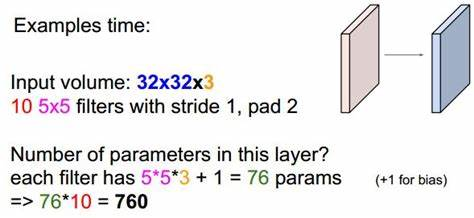 Examples time:
Input volume: 32x32x3
10 5x5 filters with stride 1, pad 2
Number of parameters in this layer?
each filter has 5*5*3 + 1 = 76 params (+1 for bias)
=> 76*10 = 760